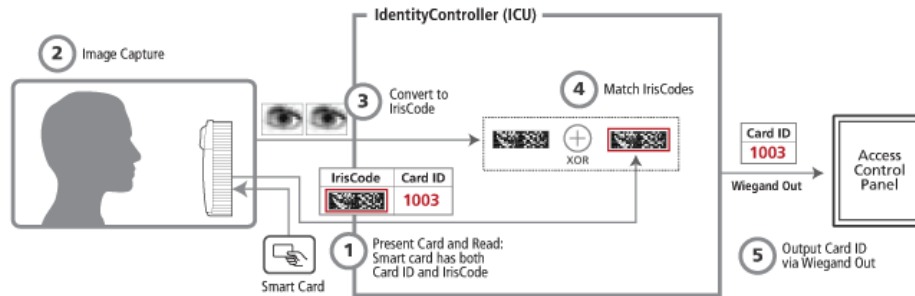 IdentityController (ICU)
2 Image Capture
3 Convert to
IrisCode
4 Match IrisCodes
XOR
Card ID
1003
Wiegand Out
Access
Control
Panel
IrisCode Card ID
1003
1 Present Card and Read:
Smart card has both
Card ID and IrisCode
Smart Card
5 Output Card ID
via Wiegand Out